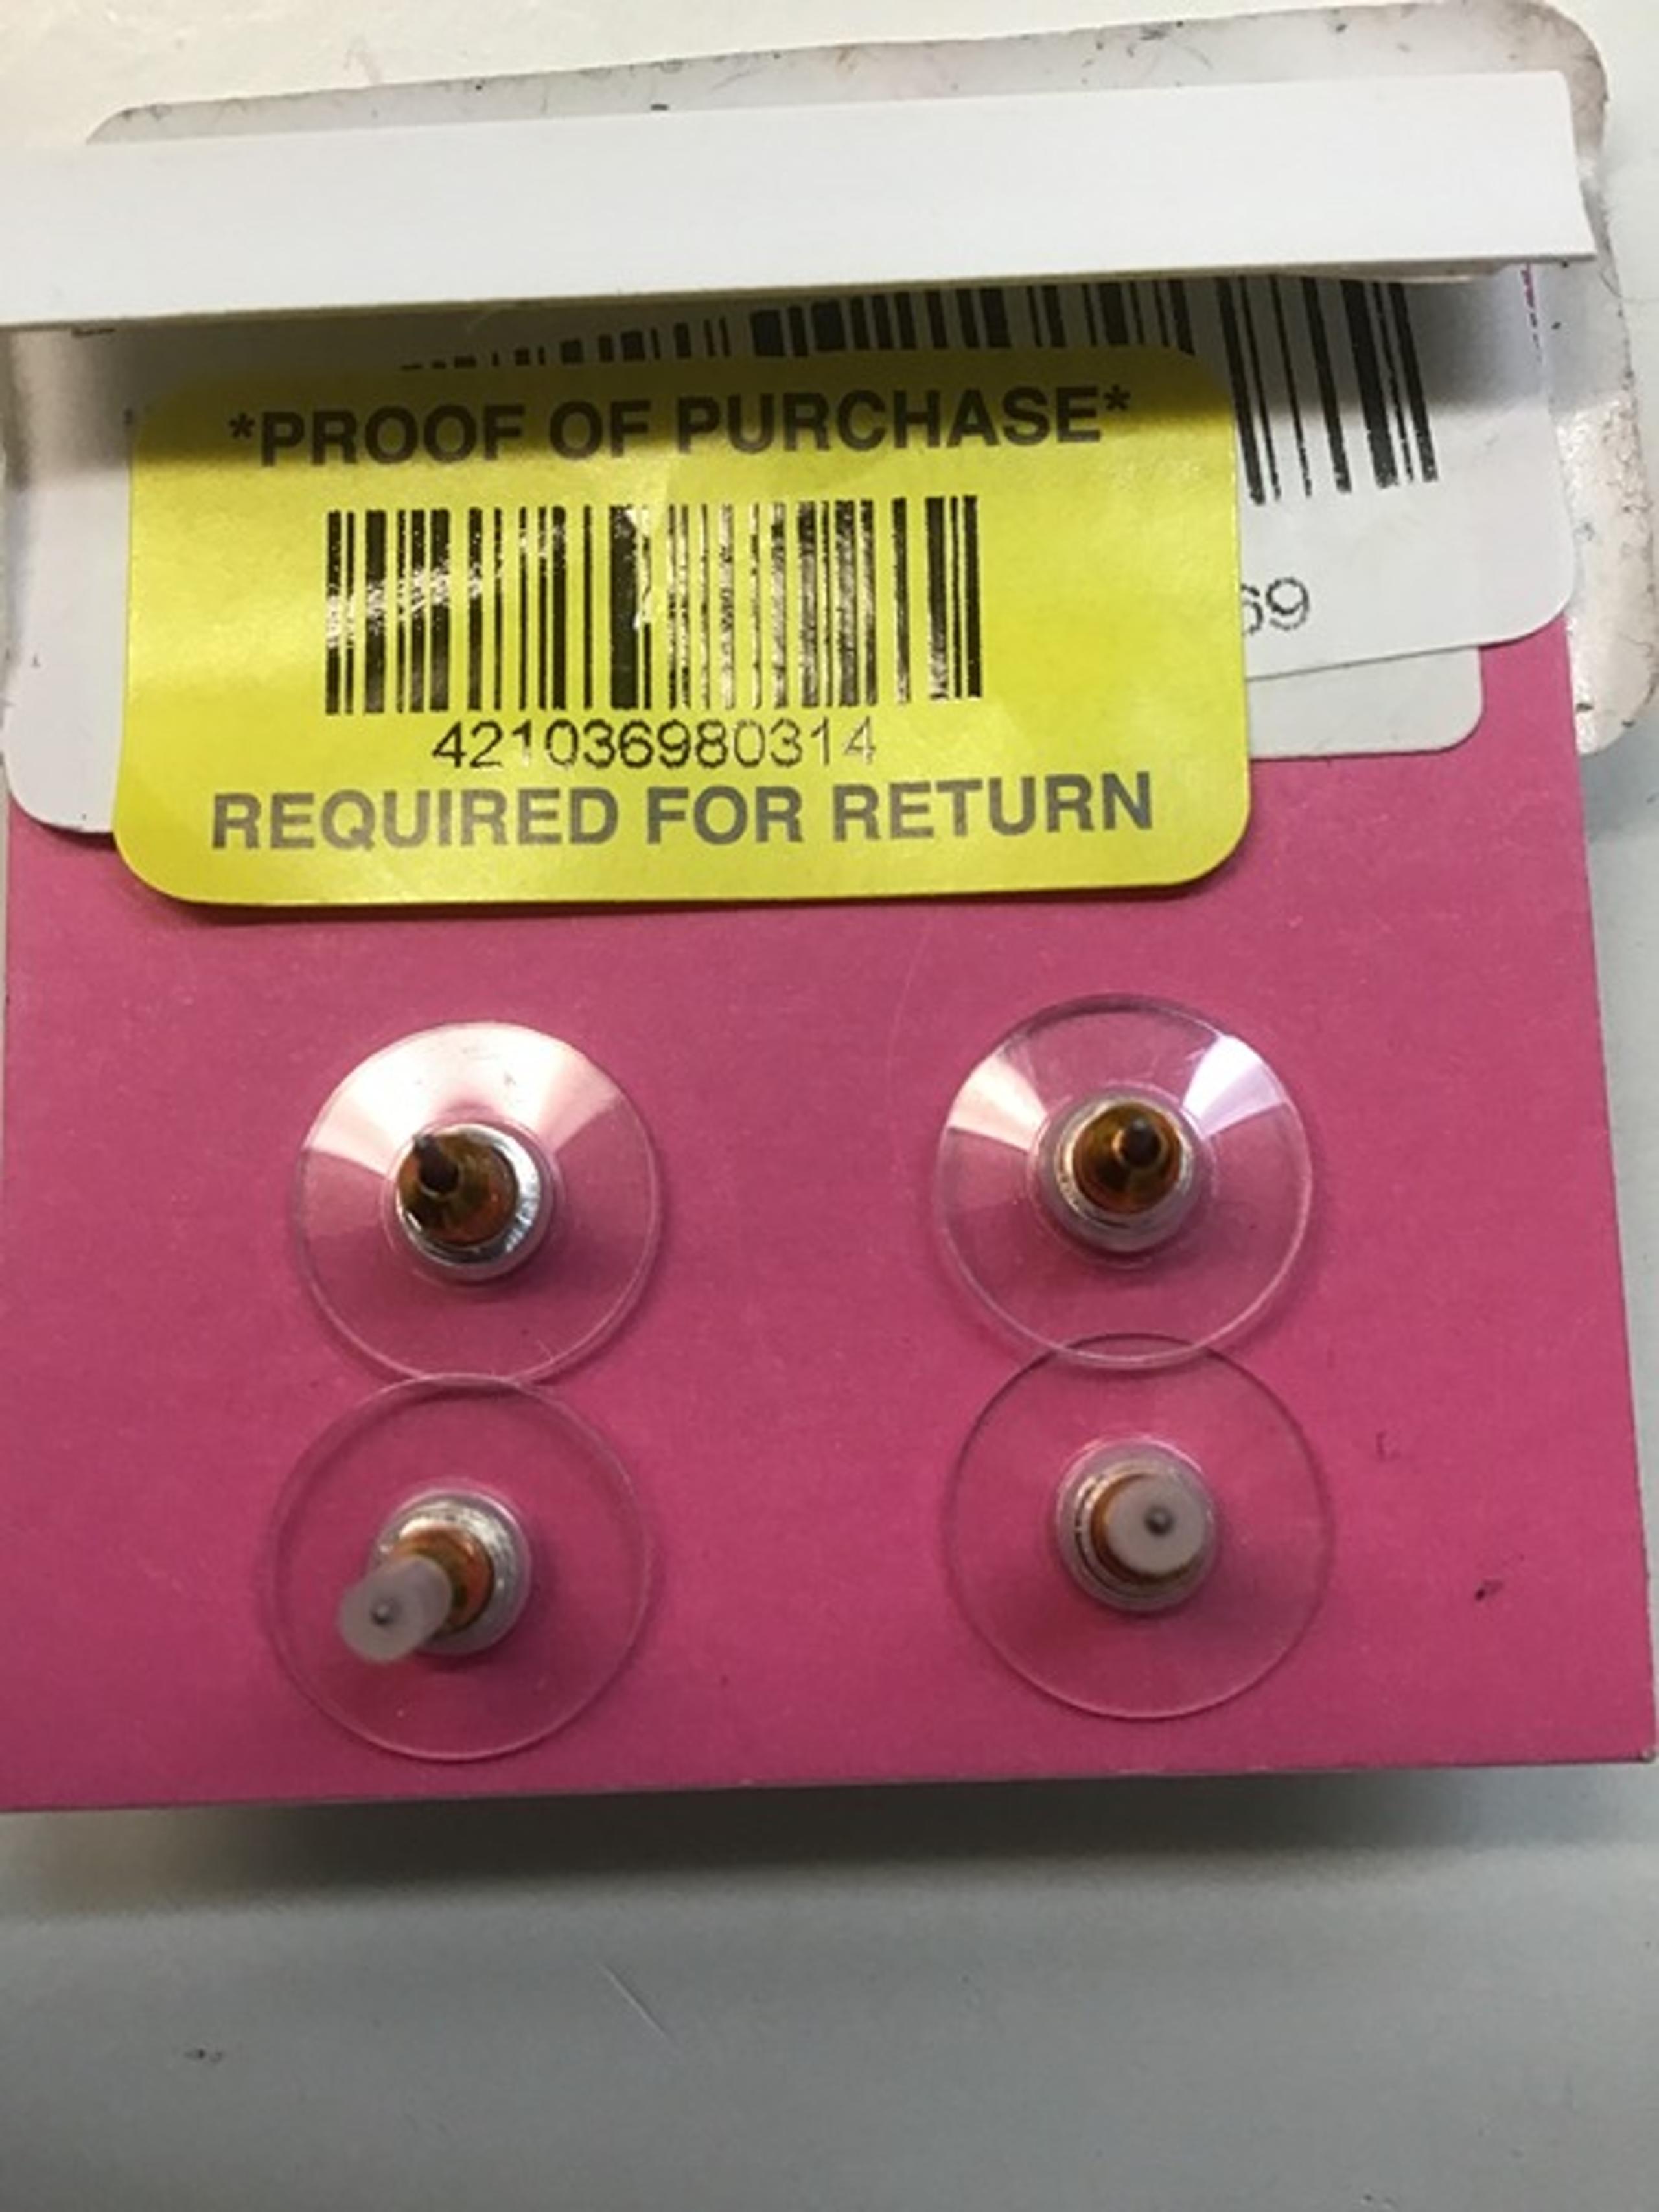 *PROOF OF PURCHASE*
69
421036980314
REQUIRED FOR RETURN